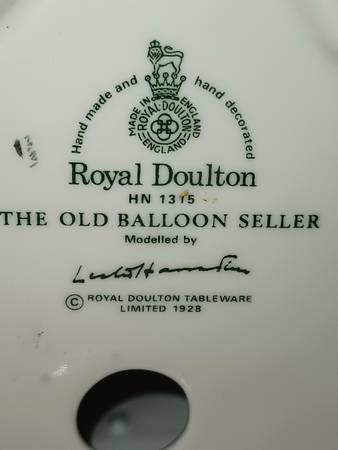 Hand made and hand decorated
MADE IN ENGLAND
ROYAL·DOULTON
ENGLAND
Royal Doulton
HN 1315
THE OLD BALLOON SELLER
Modelled by
© ROYAL DOULTON TABLEWARE
LIMITED 1928